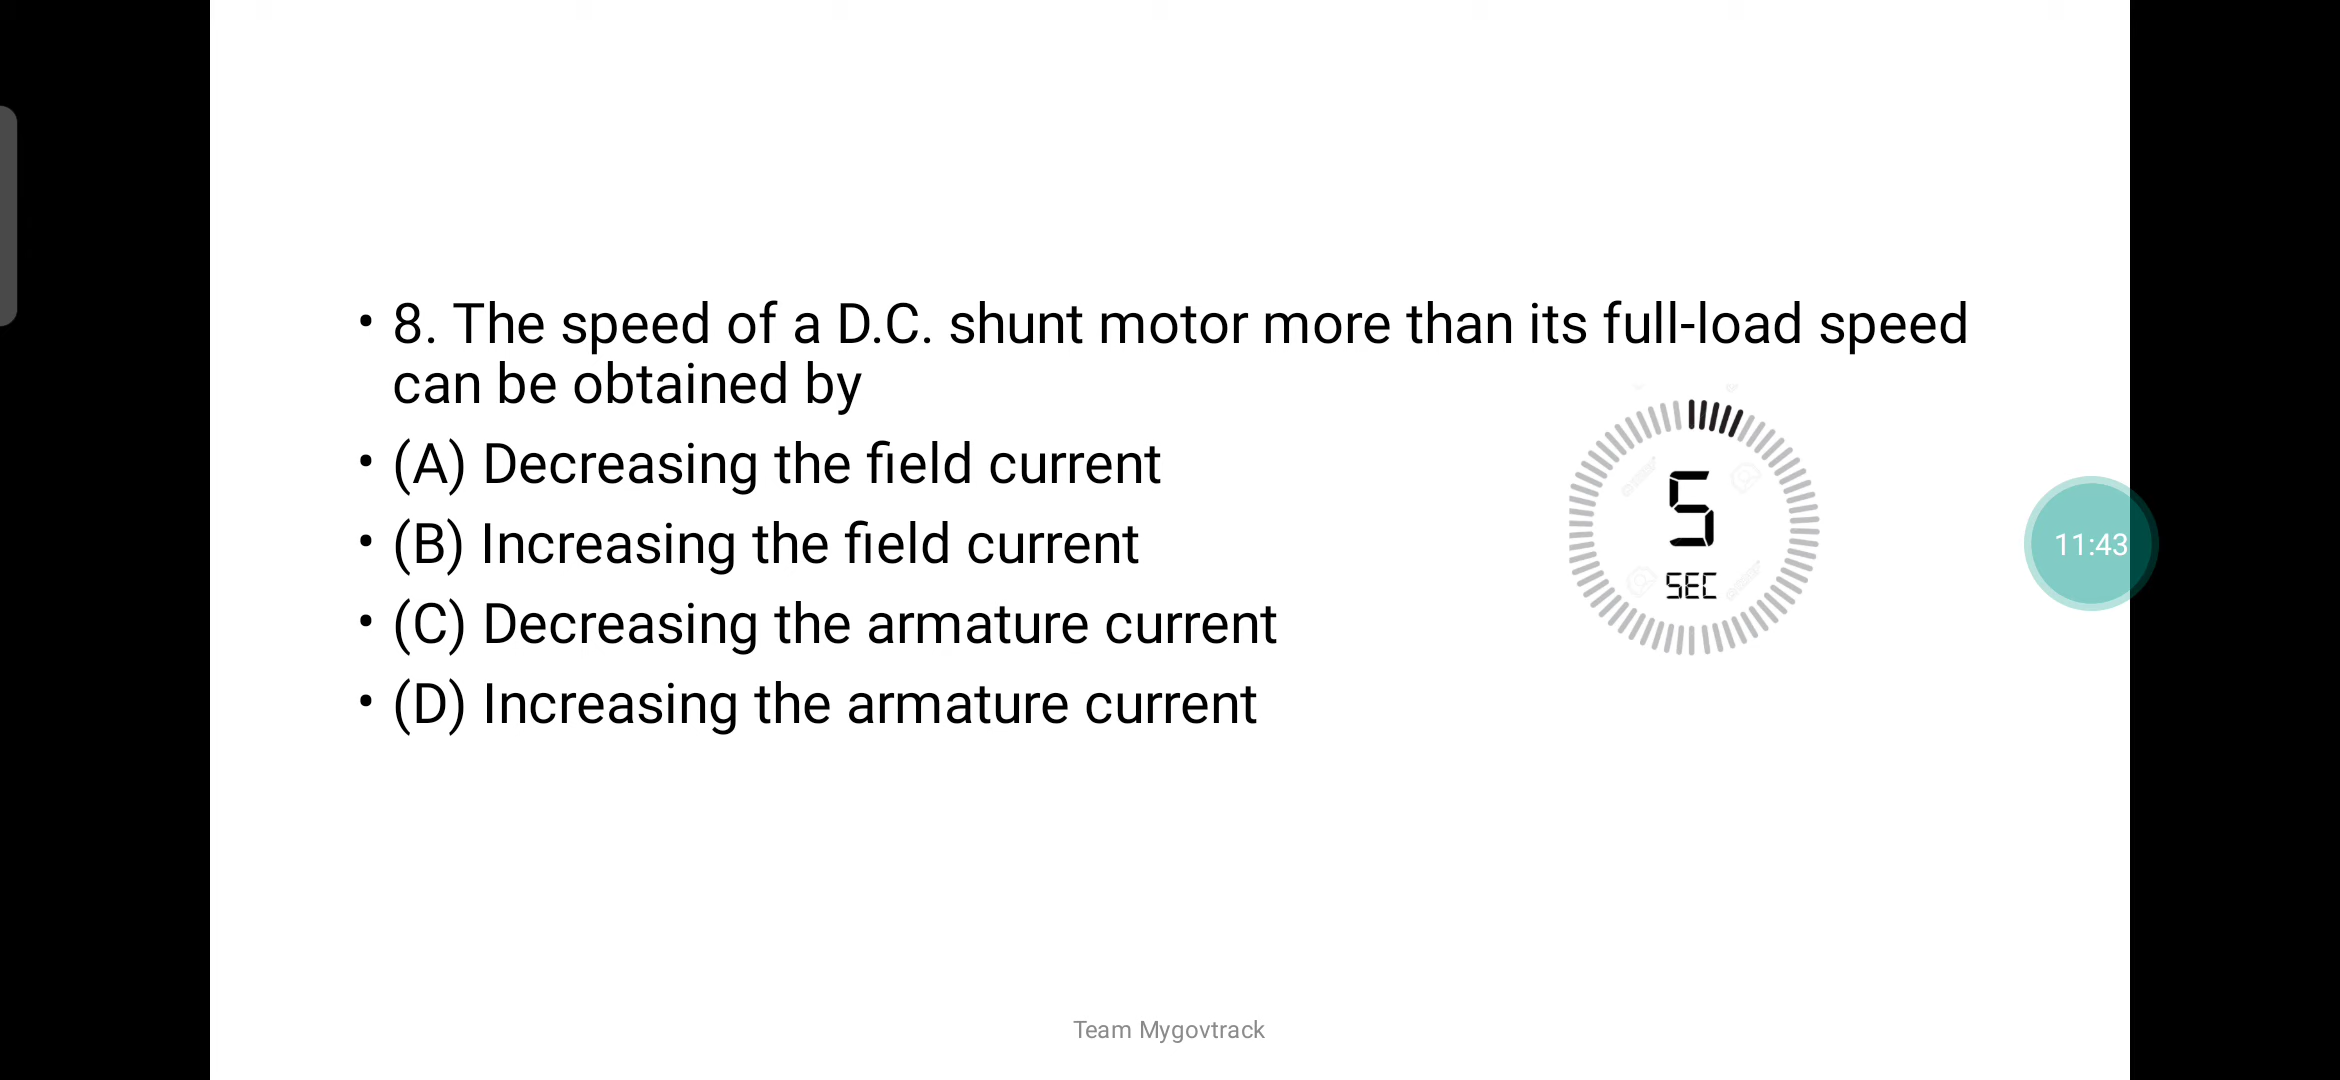 • 8. The speed of a D.C. shunt motor more than its full-load speed
can be obtained by
• (A) Decreasing the field current
• (B) Increasing the field current
• (C) Decreasing the armature current
• (D) Increasing the armature current
5
SEC
11:43
Team Mygovtrack